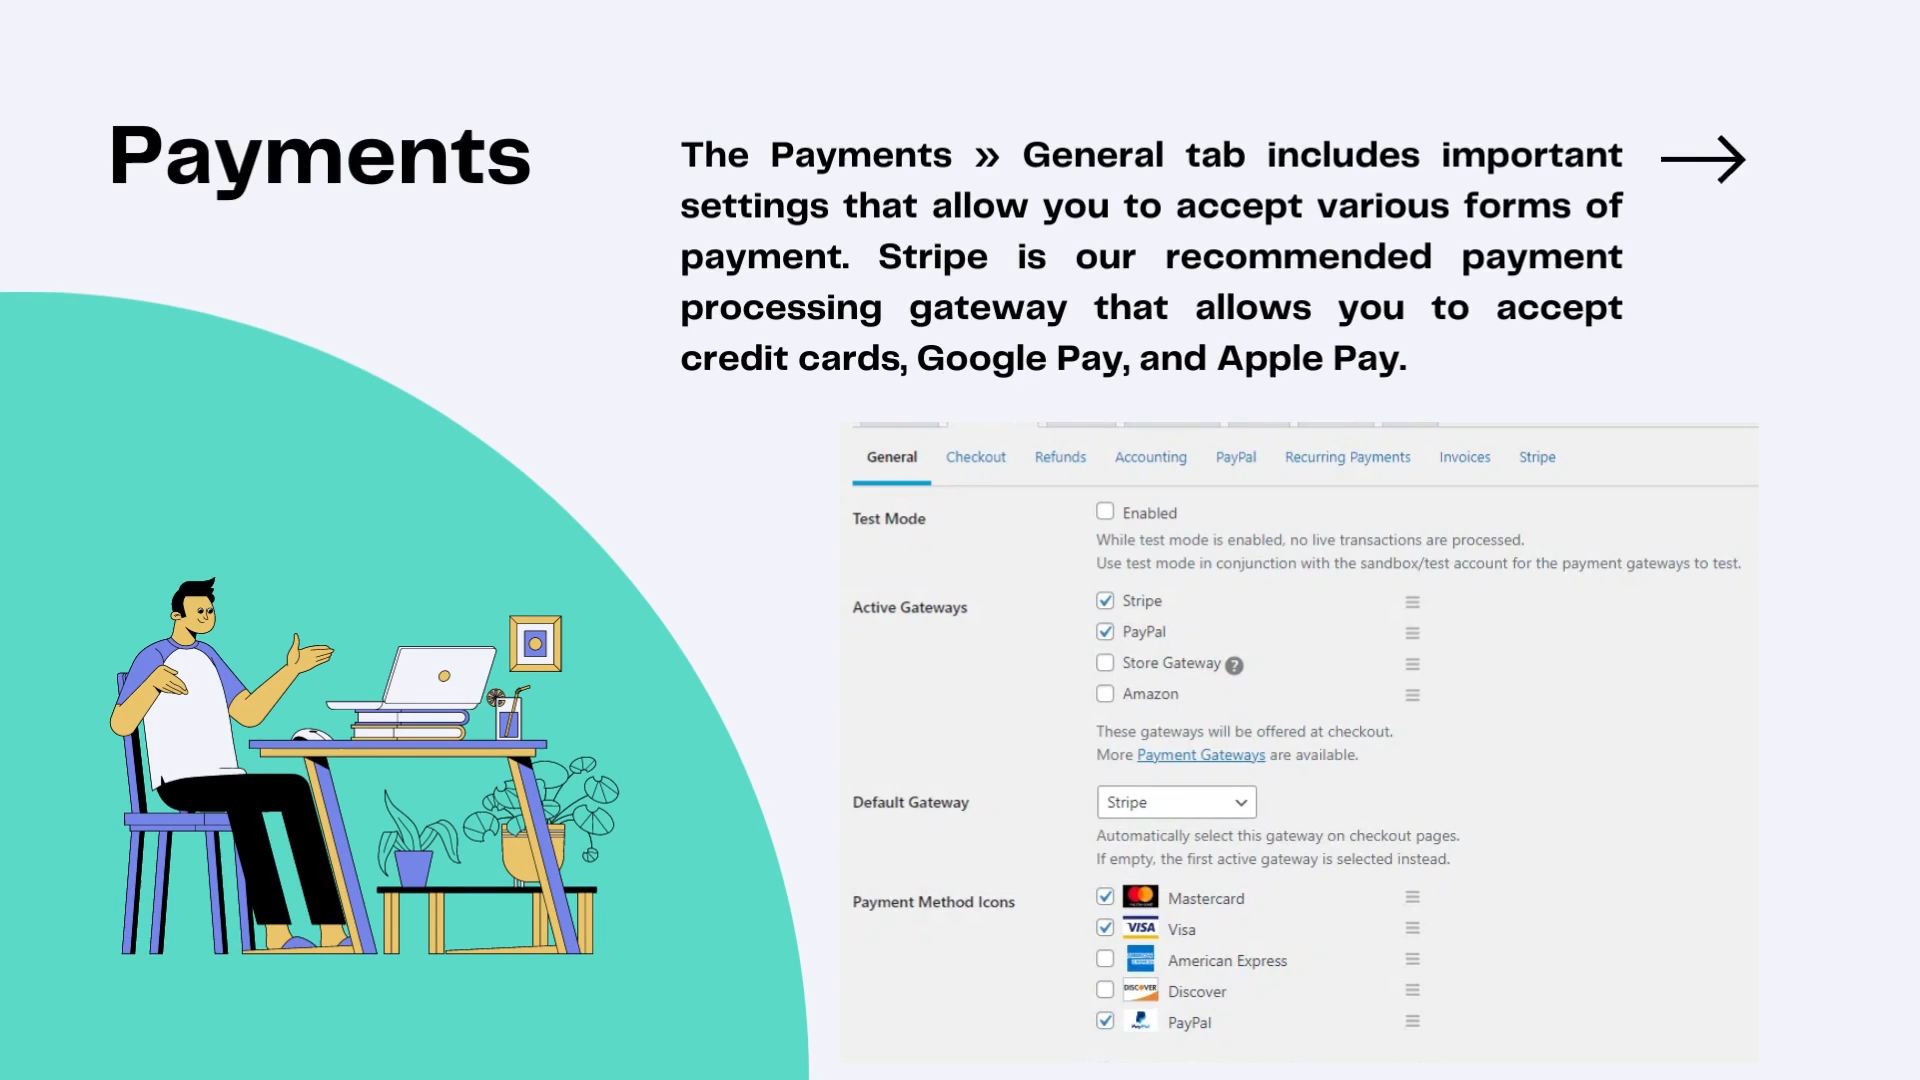 Payments
The Payments » General tab includes important
settings that allow you to accept various forms of
payment. Stripe is our recommended payment
processing gateway that allows you to accept
credit cards, Google Pay, and Apple Pay.
General Checkout Refunds Accounting PayPal Recurring Payments Invoices Stripe
Test Mode
Enabled
While test mode is enabled, no live transactions are processed.
Use test mode in conjunction with the sandbox/test account for the payment gateways to test.
Active Gateways
Stripe
PayPal
Store Gateway ?
Amazon
These gateways will be offered at checkout.
More Payment Gateways are available.
Default Gateway
Stripe
Automatically select this gateway on checkout pages.
If empty, the first active gateway is selected instead.
Payment Method Icons
Mastercard
VISA Visa
American Express
DISCOVER Discover
PayPal PayPal